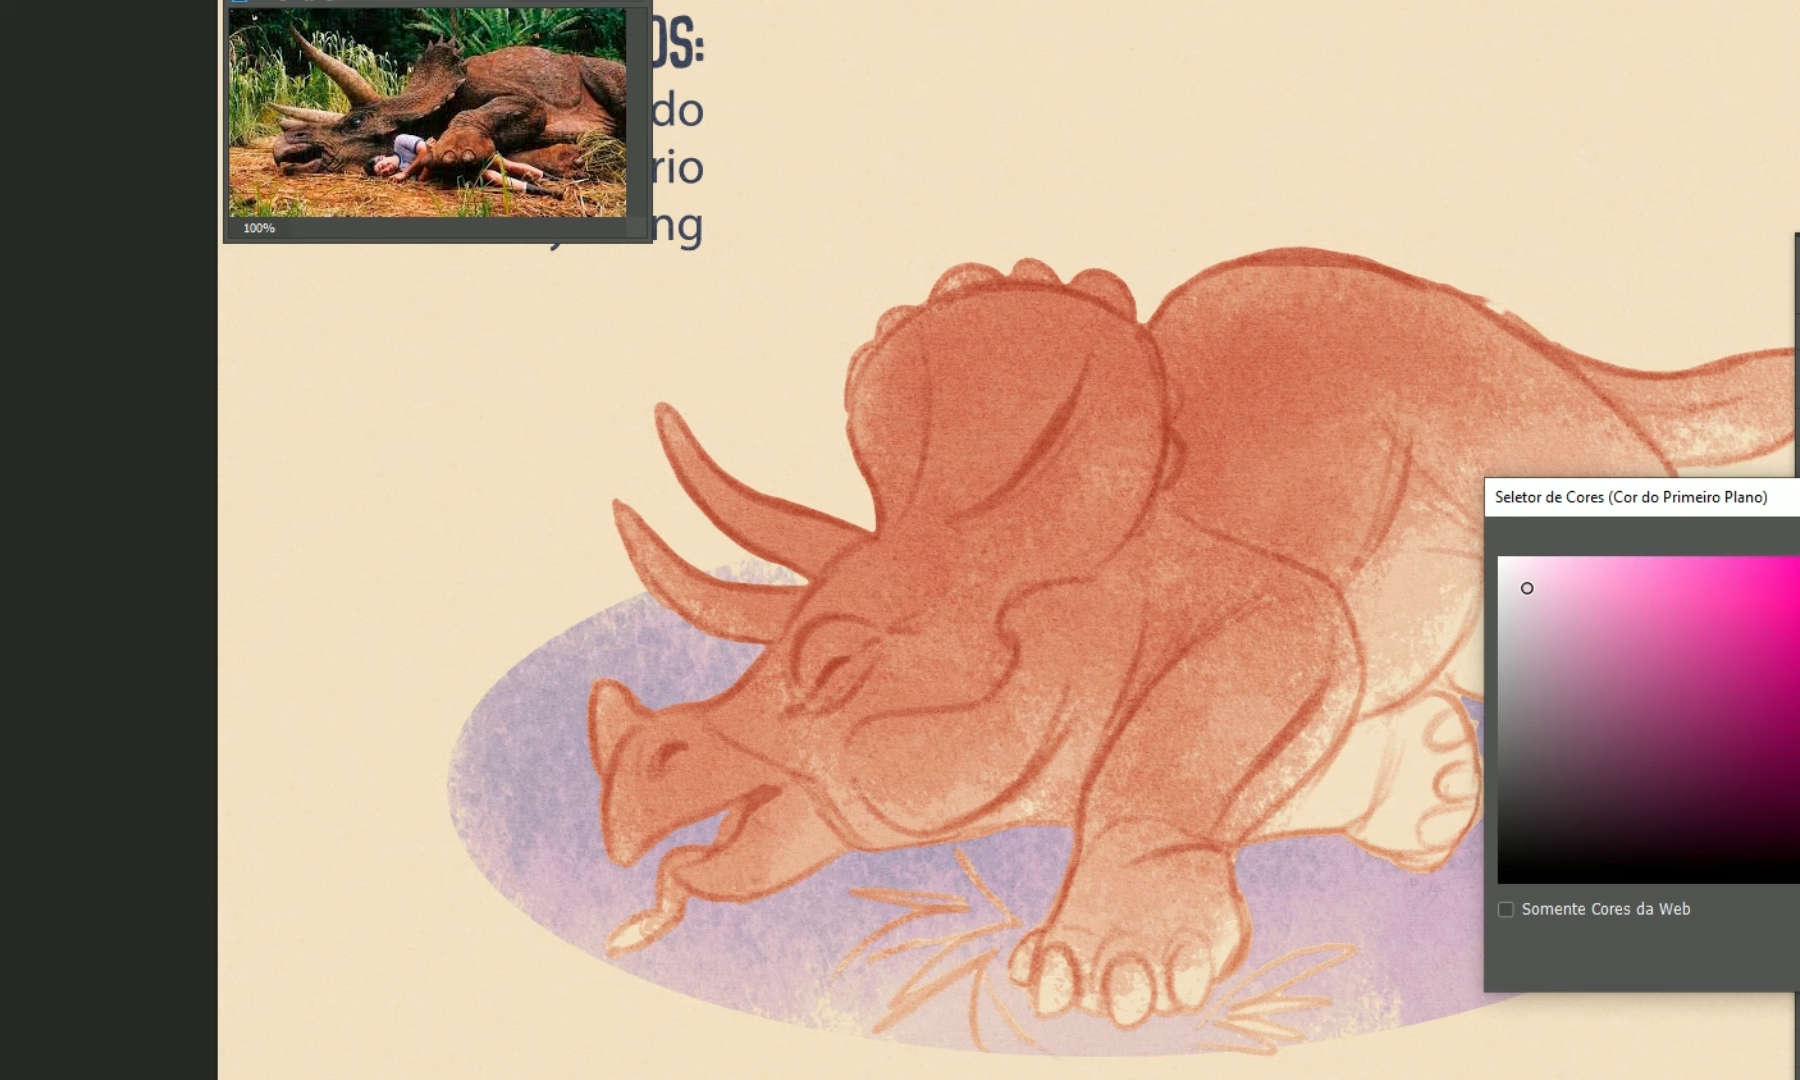 OS:
do
rio
ng
100%
Seletor de Cores (Cor do Primeiro Plano)
Somente Cores da Web